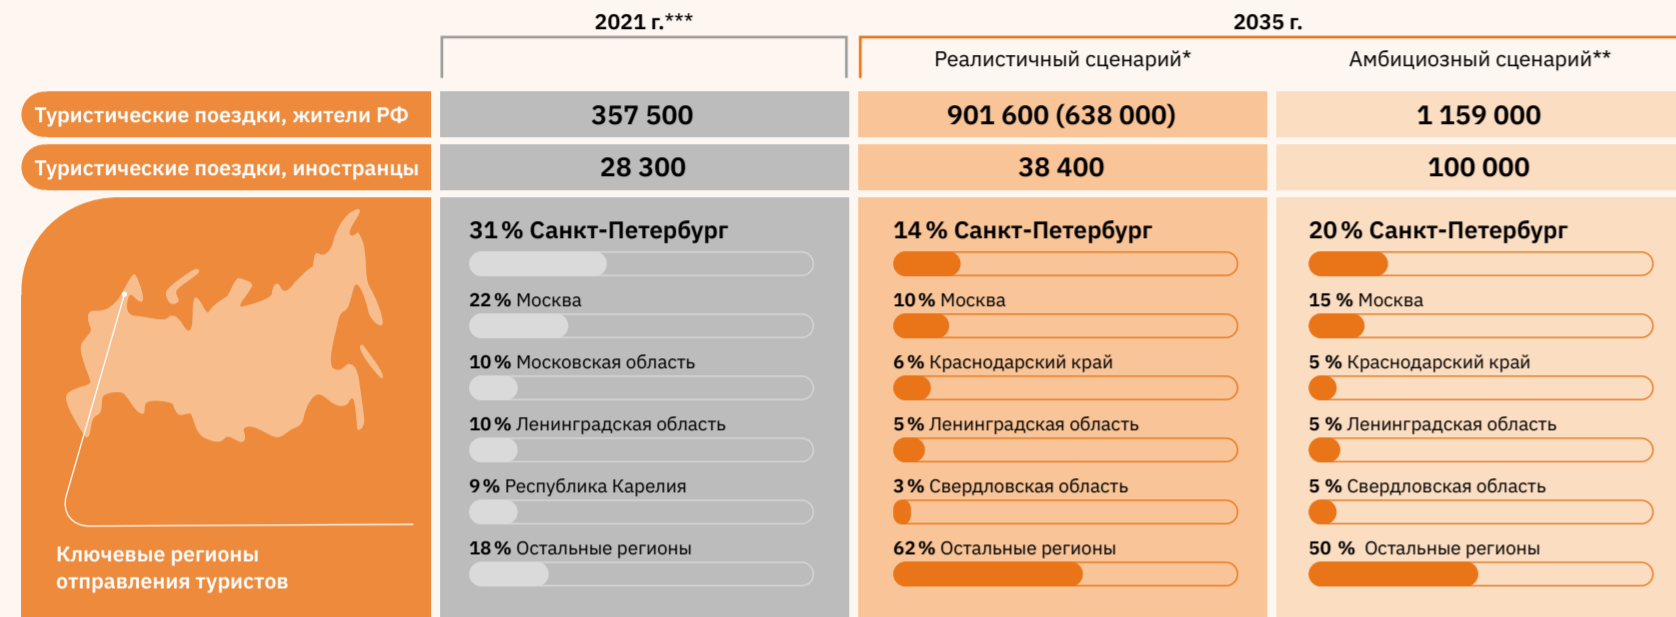 2021 г.***
2035 г.
Реалистичный сценарий*
Амбициозный сценарий**
Туристические поездки, жители РФ
357 500
901 600 (638 000)
1 159 000
Туристические поездки, иностранцы
28 300
38 400
100 000
Ключевые регионы
отправления туристов
31 % Санкт-Петербург
22 % Москва
10 % Московская область
10 % Ленинградская область
9 % Республика Карелия
18 % Остальные регионы
14 % Санкт-Петербург
10 % Москва
6 % Краснодарский край
5 % Ленинградская область
3 % Свердловская область
62 % Остальные регионы
20 % Санкт-Петербург
15 % Москва
5 % Краснодарский край
5 % Ленинградская область
5 % Свердловская область
50 % Остальные регионы